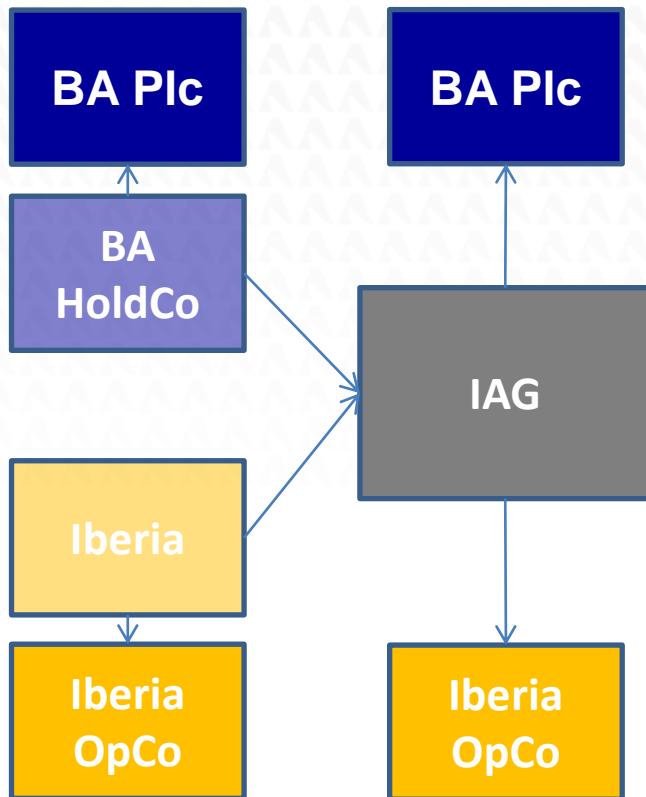 BA Plc
BA Plc
BA
HoldCo
IAG
Iberia
Iberia
OpCo
Iberia
OpCo